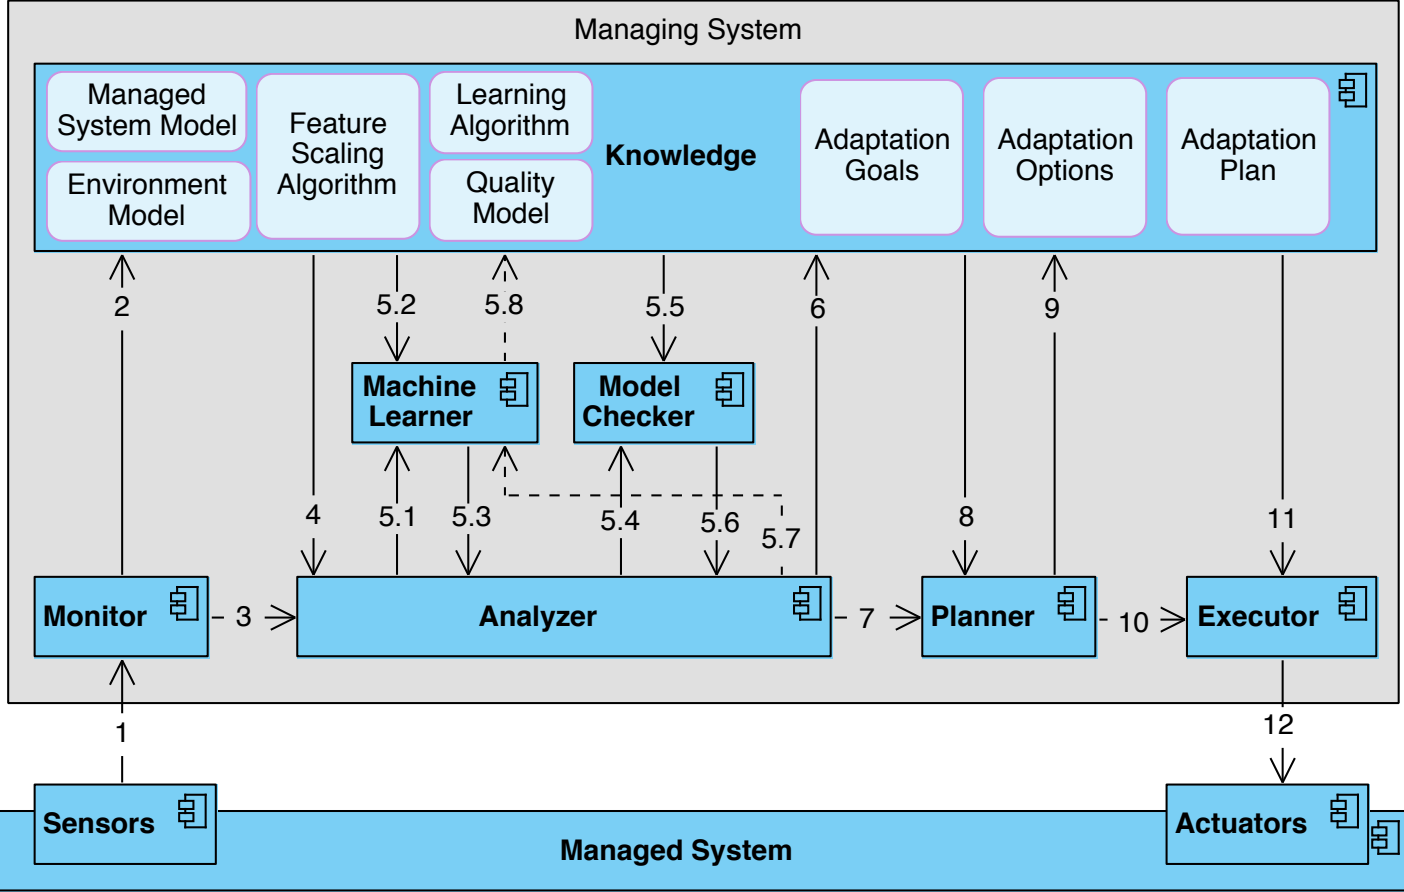 Managing System
Managed
System Model
Environment
Model
Feature
Scaling
Algorithm
Learning
Algorithm
Quality
Model
Knowledge
Adaptation
Goals
Adaptation
Options
Adaptation
Plan
2
5.2
5.8
5.5
6
9
Machine
Learner
Model
Checker
4
5.1
5.3
5.4
5.6
5.7
8
11
Monitor
3
Analyzer
7
Planner
10
Executor
1
12
Sensors
Actuators
Managed System